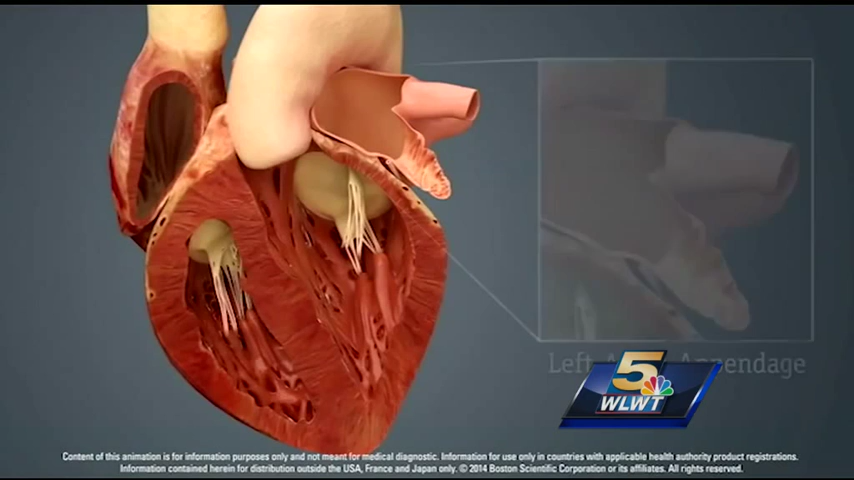 Left Appendage
5
WLWT
Content of this animation is for information purposes only and not meant for medical diagnostic. Information for use only in countries with applicable health authority product registrations.
Information contained herein for distribution outside the USA, France and Japan only. © 2014 Boston Scientific Corporation or its affiliates. All rights reserved.